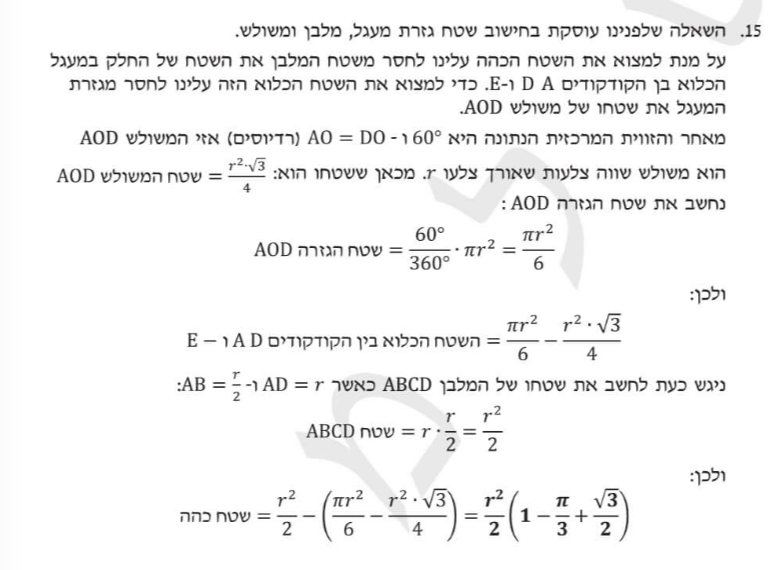 15. השאלה שלפנינו עוסקת בחישוב שטח גזרת מעגל, מלבן ומשולש.
על מנת למצוא את השטח הכהה עלינו לחסר משטח המלבן את השטח של החלק במעגל
הכלוא בן הקודקודים D A ו-E. כדי למצוא את השטח הכלוא הזה עלינו לחסר מגזרת
המעגל את שטחו של משולש AOD.
מאחר והזווית המרכזית הנתונה היא 60° ו - AO = DO (רדיוסים) אזי המשולש AOD
הוא משולש שווה צלעות שאורך צלעו r. מכאן ששטחו הוא: שטח המשולש AOD = \frac{r^2 \cdot \sqrt{3}}{4}
נחשב את שטח הגזרה AOD :
שטח הגזרה AOD = \frac{60°}{360°} \cdot πr^2 = \frac{πr^2}{6}
ולכן:
השטח הכלוא בין הקודקודים A D ו – E = \frac{πr^2}{6} - \frac{r^2 \cdot \sqrt{3}}{4}
ניגש כעת לחשב את שטחו של המלבן ABCD כאשר AD = r ו- AB = \frac{r}{2}:
שטח ABCD = r \cdot \frac{r}{2} = \frac{r^2}{2}
ולכן:
שטח כהה = \frac{r^2}{2} - \left(\frac{πr^2}{6} - \frac{r^2 \cdot \sqrt{3}}{4}\right) = \frac{r^2}{2}\left(1 - \frac{π}{3} + \frac{\sqrt{3}}{2}\right)